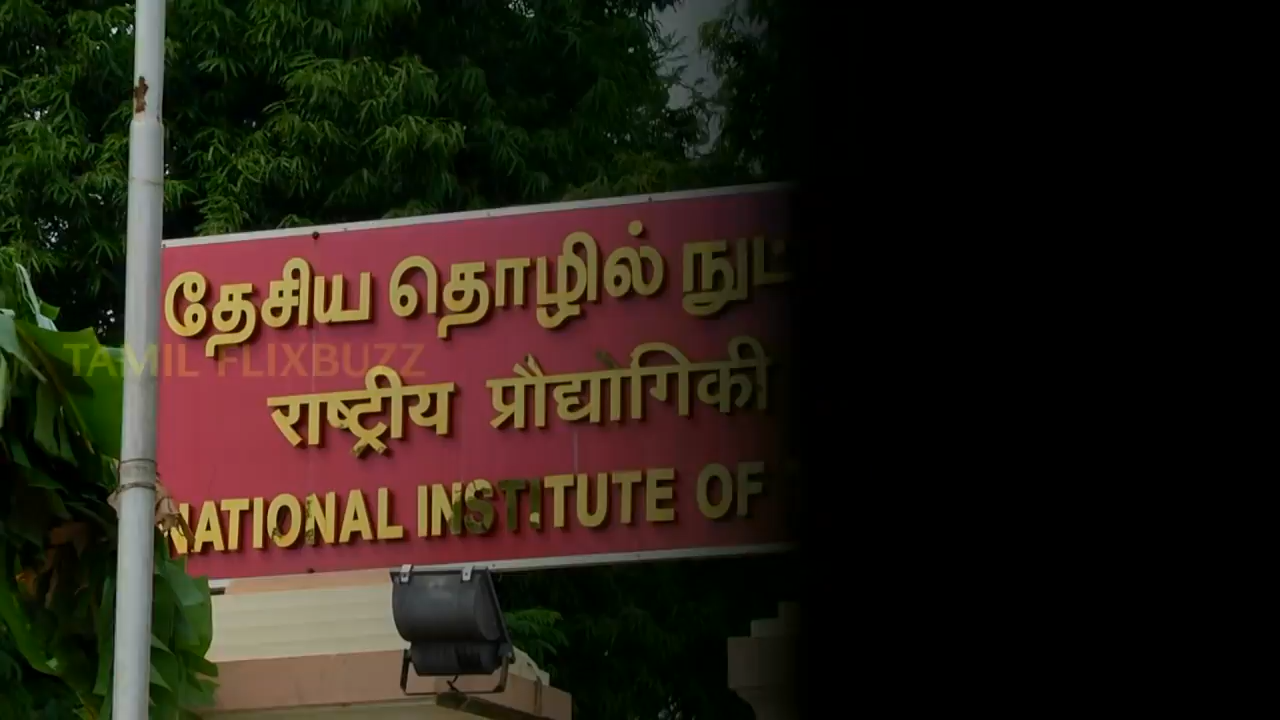 தேசிய தொழில்
TAMIL FLIXBUZZ
राष्ट्रीय प्रौद्योगिकी
NATIONAL INSTITUTE OF